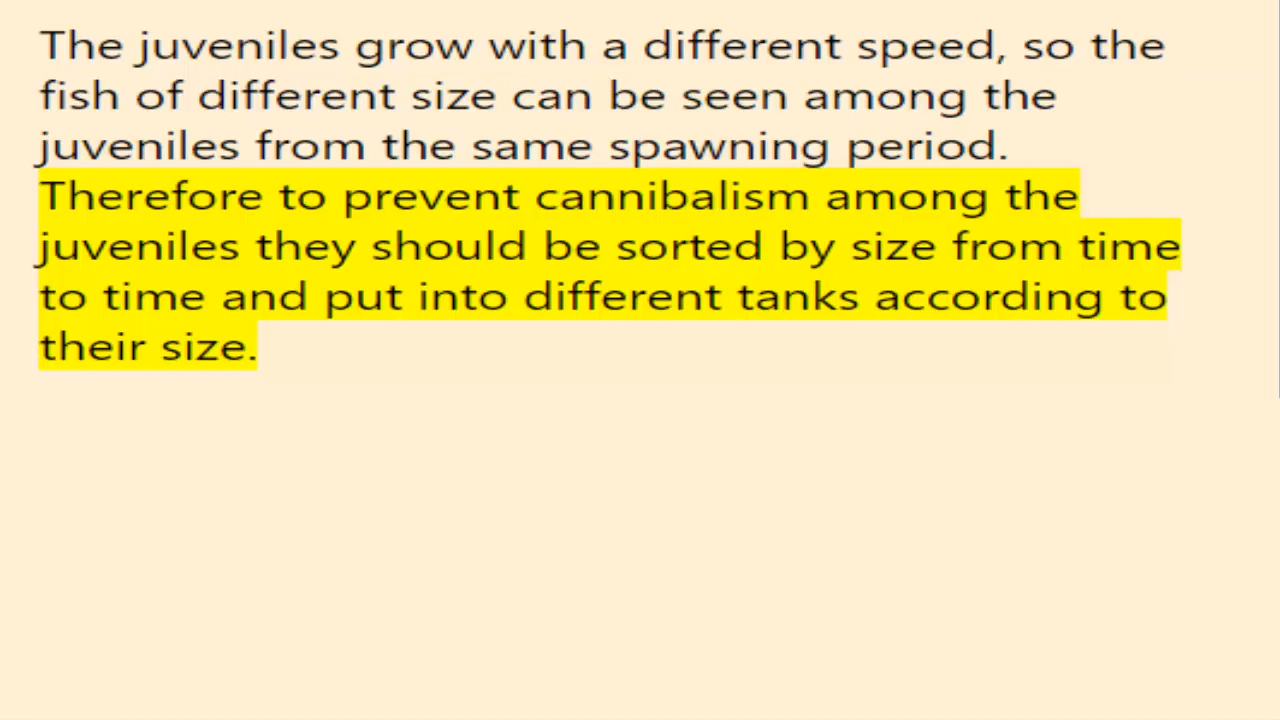 The juveniles grow with a different speed, so the
fish of different size can be seen among the
juveniles from the same spawning period.
Therefore to prevent cannibalism among the
juveniles they should be sorted by size from time
to time and put into different tanks according to
their size.